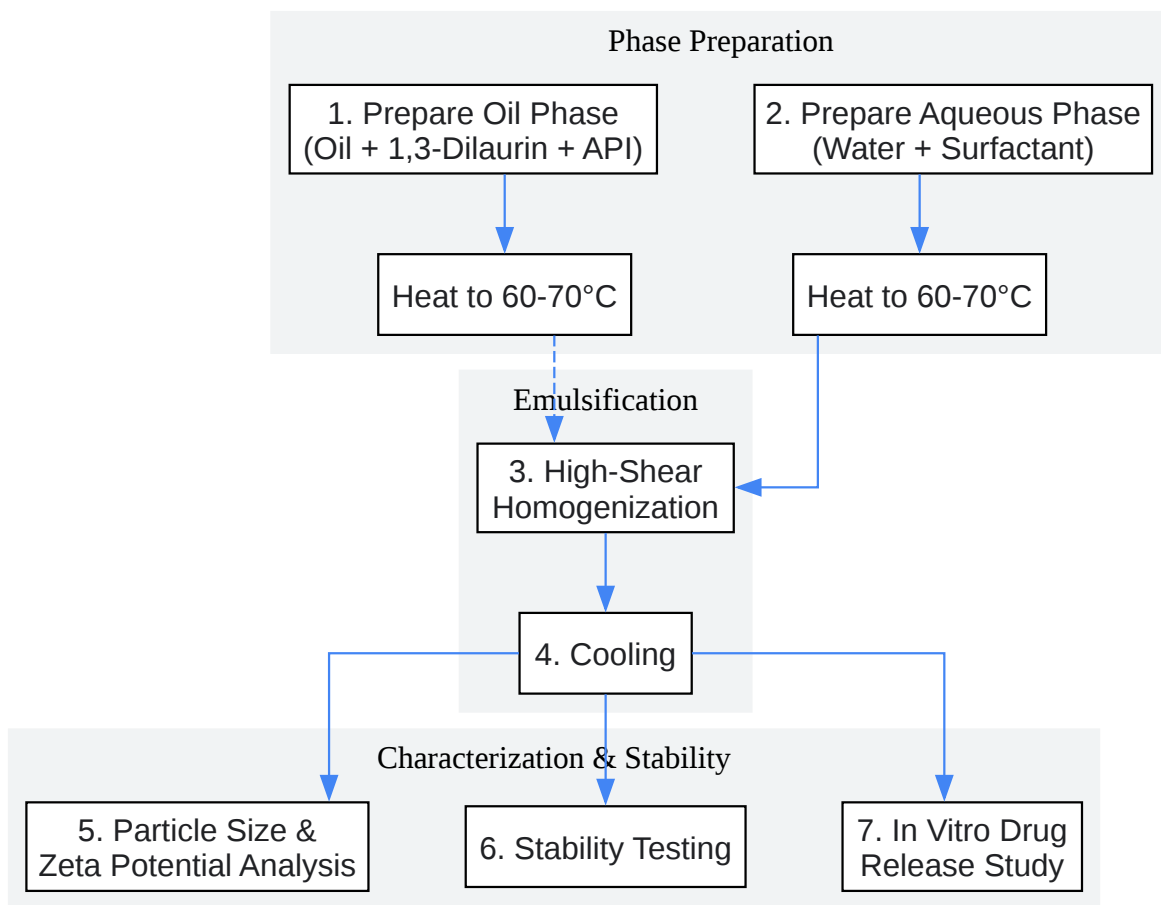 Phase Preparation
1. Prepare Oil Phase
(Oil + 1,3-Dilaurin + API)
2. Prepare Aqueous Phase
(Water + Surfactant)
Heat to 60-70°C
Heat to 60-70°C
Emulsification
3. High-Shear
Homogenization
4. Cooling
Characterization & Stability
5. Particle Size &
Zeta Potential Analysis
6. Stability Testing
7. In Vitro Drug
Release Study